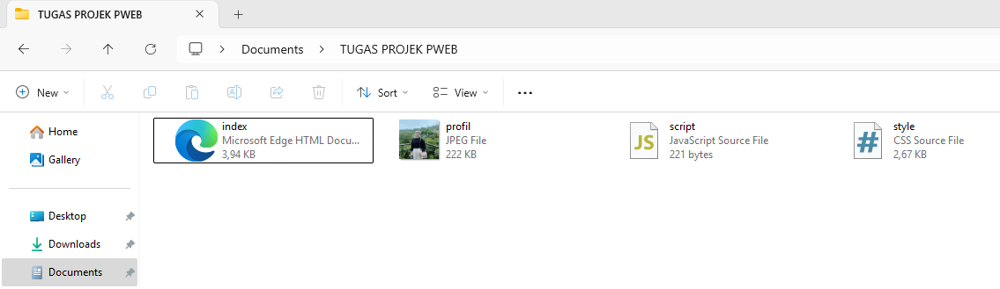 TUGAS PROJEK PWEB
Documents TUGAS PROJEK PWEB
New Sort View
Home
Gallery
Desktop
Downloads
Documents
index
Microsoft Edge HTML Docu...
3,94 KB
profil
JPEG File
222 KB
JS
script
JavaScript Source File
221 bytes
#
style
CSS Source File
2,67 KB